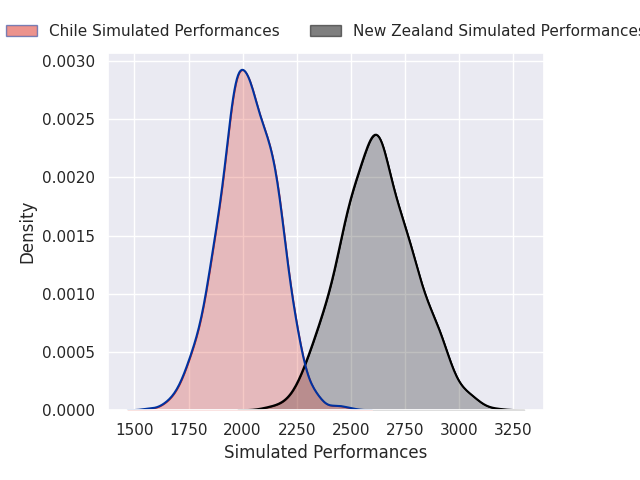 Chile Simulated Performances
New Zealand Simulated Performances
0.0030
0.0025
0.0020
0.0015
0.0010
0.0005
0.0000
Density
1500 1750 2000 2250 2500 2750 3000 3250
Simulated Performances